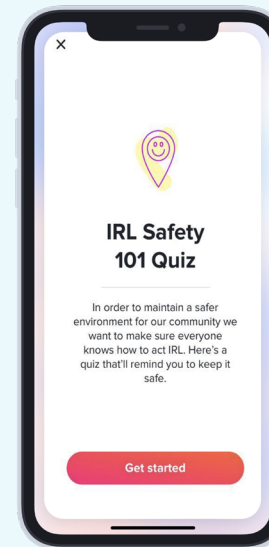 IRL Safety
101 Quiz
In order to maintain a safer
environment for our community we
want to make sure everyone
knows how to act IRL. Here's a
quiz that'll remind you to keep it
safe.
Get started